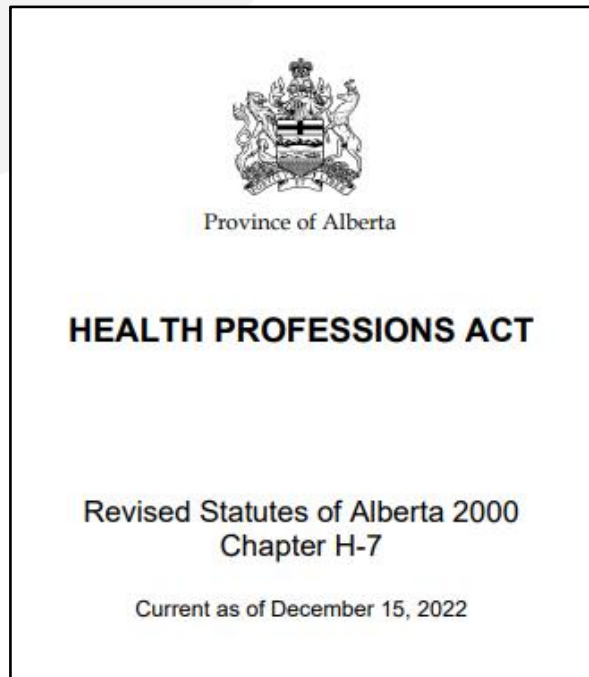 Province of Alberta
HEALTH PROFESSIONS ACT
Revised Statutes of Alberta 2000
Chapter H-7
Current as of December 15, 2022